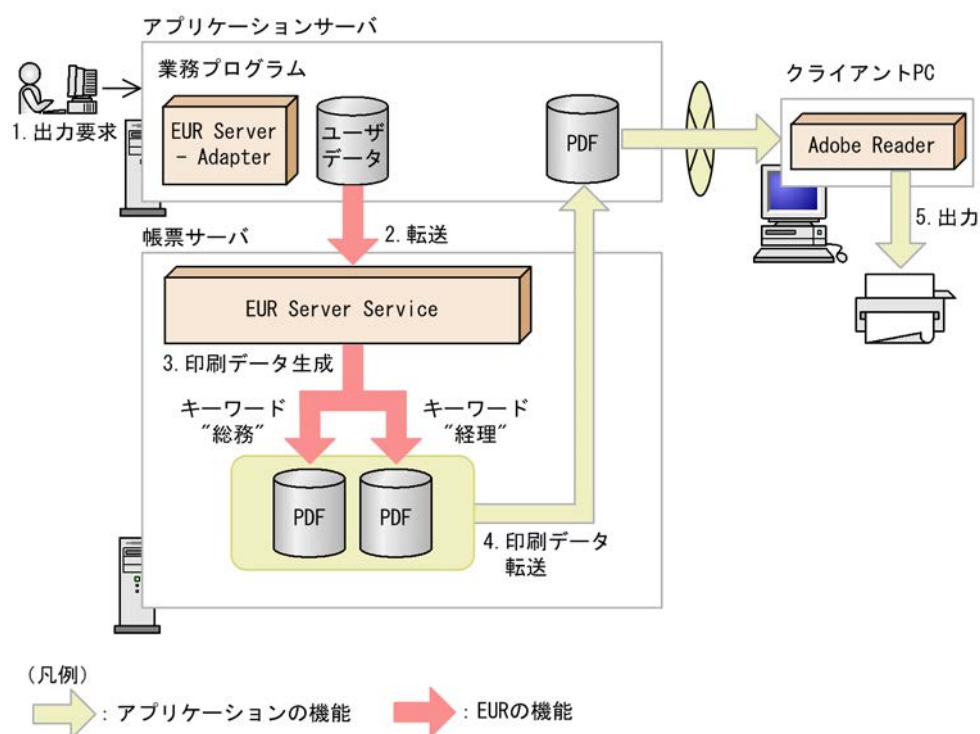 アプリケーションサーバ
業務プログラム
クライアントPC
1.出力要求
EUR Server
- Adapter
ユーザ
データ
PDF
Adobe Reader
2.転送
5.出力
帳票サーバ
EUR Server Service
3.印刷データ生成
キーワード
"総務"
キーワード
"経理"
PDF
PDF
4.印刷データ
転送
(凡例)
:アプリケーションの機能
:EURの機能